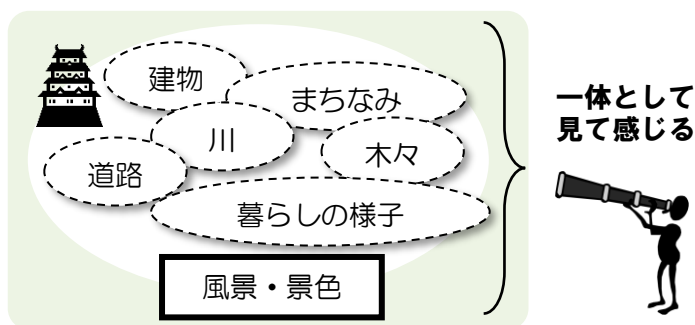 建物
まちなみ
川
木々
道路
暮らしの様子
風景・景色
一体として
見て感じる